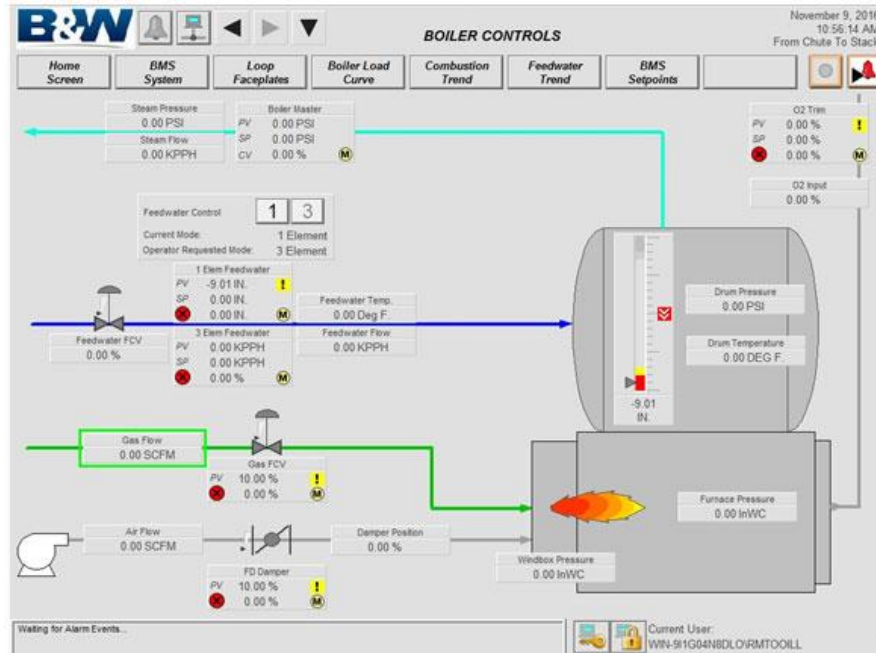 B&W
BOILER CONTROLS
November 9, 2016
10:56:14 AM
From Chute To Stack
Home Screen
BMS System
Loop Faceplates
Boiler Load Curve
Combustion Trend
Feedwater Trend
BMS Setpoints
Steam Pressure
0.00 PSI
Steam Flow
0.00 KPPH
Boiler Master
PV 0.00 PSI
SP 0.00 PSI
CV 0.00 %
M
O2 Trim
PV 0.00 % !
SP 0.00 %
X 0.00 % M
O2 Input
0.00 %
Feedwater Control 1 3
Current Mode: 1 Element
Operator Requested Mode: 3 Element
1 Elem Feedwater
PV -9.01 IN. !
SP 0.00 IN.
X 0.00 IN. M
3 Elem Feedwater
PV 0.00 KPPH
SP 0.00 KPPH
X 0.00 % M
Feedwater FCV
0.00 %
Feedwater Temp.
0.00 Deg F.
Feedwater Flow
0.00 KPPH
Drum Pressure
0.00 PSI
Drum Temperature
0.00 DEG F.
-9.01
IN.
Gas Flow
0.00 SCFM
Gas FCV
PV 10.00 % !
X 0.00 % M
Furnace Pressure
0.00 InWC
Air Flow
0.00 SCFM
Damper Position
0.00 %
Windbox Pressure
0.00 InWC
FD Damper
PV 10.00 % !
X 0.00 % M
Waiting for Alarm Events...
Current User:
WIN-9I1G04N8DLO\RMTOOILL